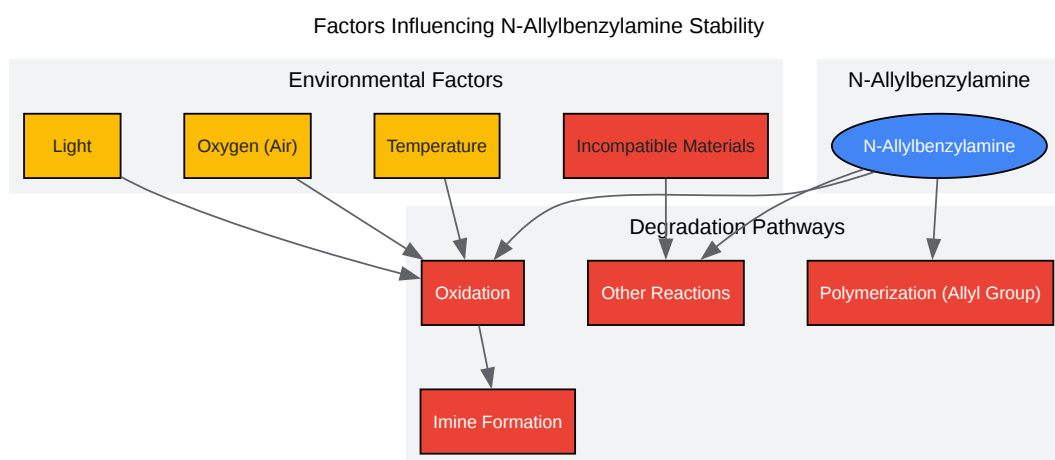 Factors Influencing N-Allylbenzylamine Stability
Environmental Factors
N-Allylbenzylamine
Light
Oxygen (Air)
Temperature
Incompatible Materials
N-Allylbenzylamine
Degradation Pathways
Oxidation
Other Reactions
Polymerization (Allyl Group)
Imine Formation